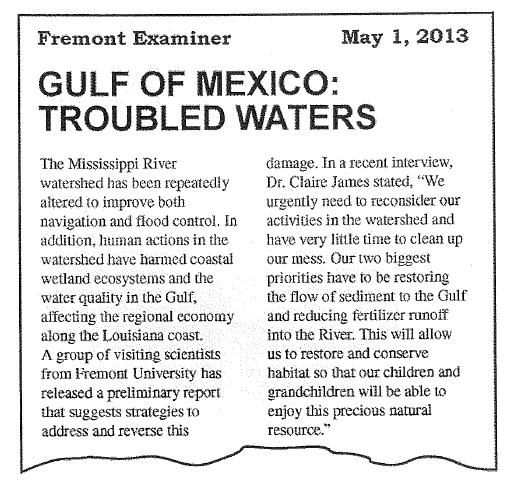 Fremont Examiner May 1, 2013
GULF OF MEXICO:
TROUBLED WATERS
The Mississippi River
watershed has been repeatedly
altered to improve both
navigation and flood control. In
addition, human actions in the
watershed have harmed coastal
wetland ecosystems and the
water quality in the Gulf,
affecting the regional economy
along the Louisiana coast.
A group of visiting scientists
from Fremont University has
released a preliminary report
that suggests strategies to
address and reverse this
damage. In a recent interview,
Dr. Claire James stated, “We
urgently need to reconsider our
activities in the watershed and
have very little time to clean up
our mess. Our two biggest
priorities have to be restoring
the flow of sediment to the Gulf
and reducing fertilizer runoff
into the River. This will allow
us to restore and conserve
habitat so that our children and
grandchildren will be able to
enjoy this precious natural
resource.”